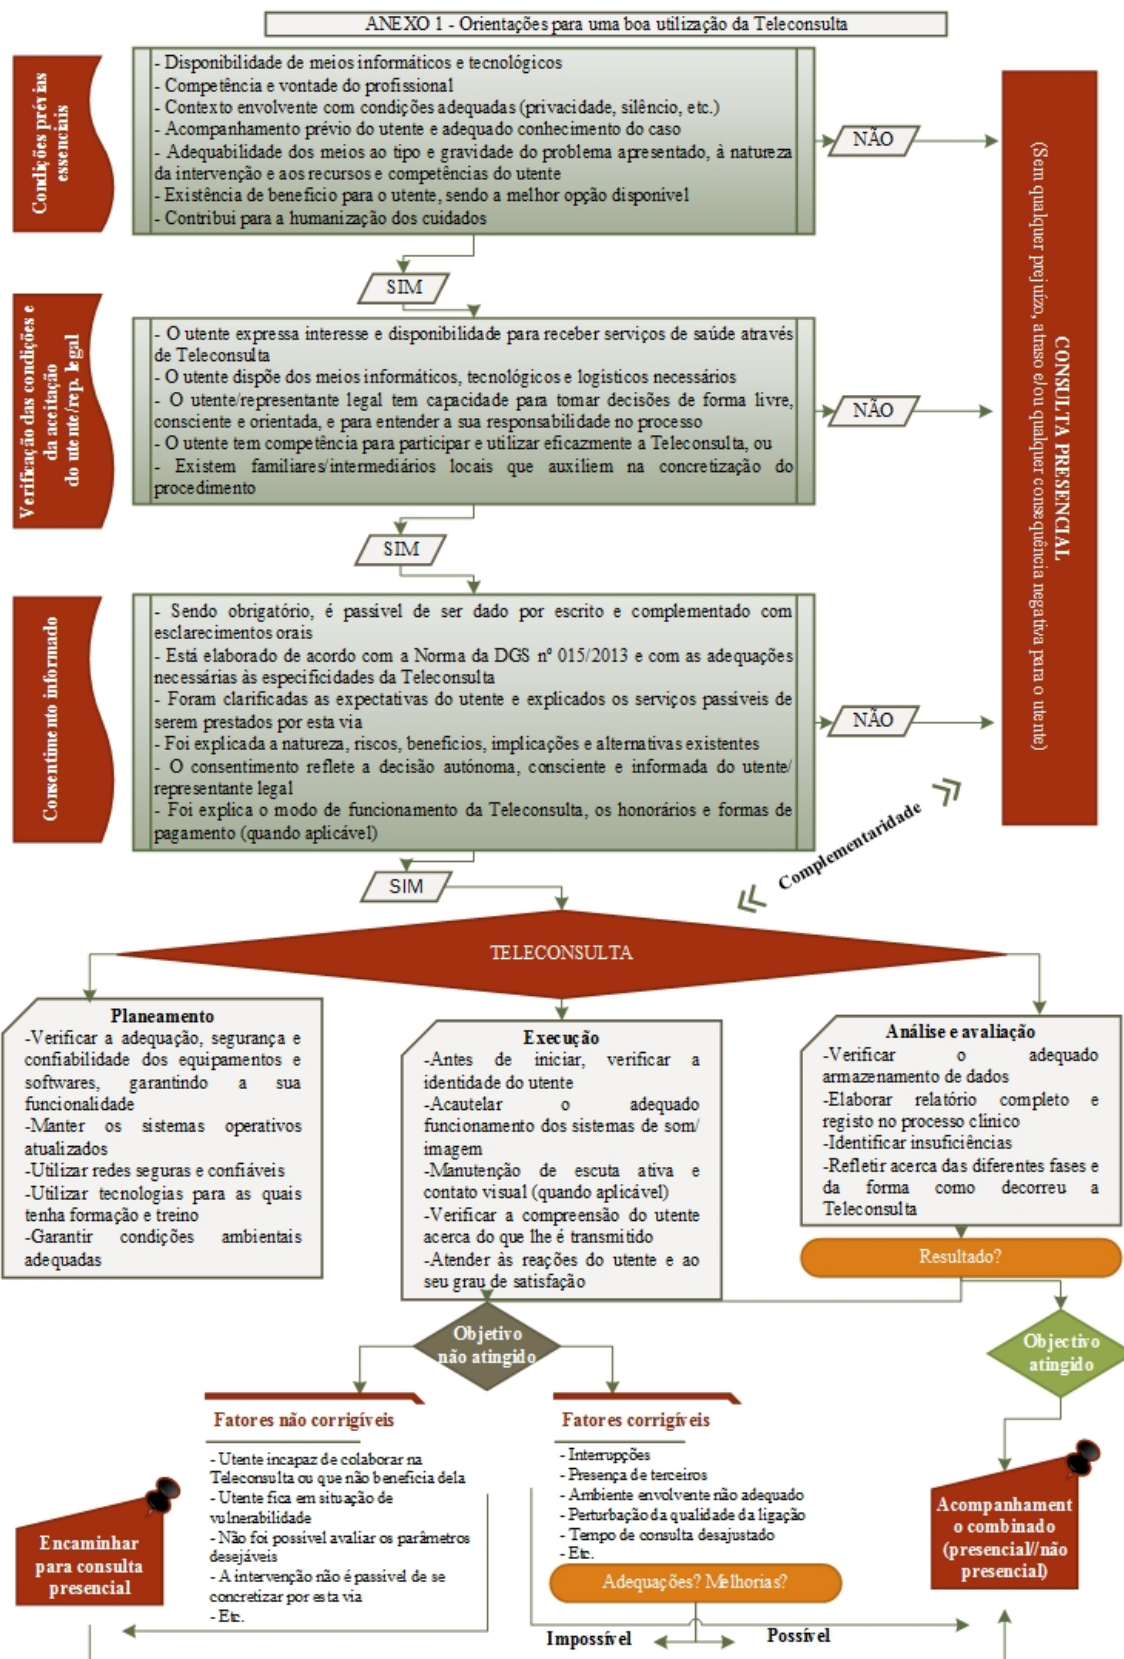 ANEXO 1 - Orientações para uma boa utilização da Teleconsulta
Condições prévias
essenciais
- Disponibilidade de meios informáticos e tecnológicos
- Competência e vontade do profissional
- Contexto envolvente com condições adequadas (privacidade, silêncio, etc.)
- Acompanhamento prévio do utente e adequado conhecimento do caso
- Adequabilidade dos meios ao tipo e gravidade do problema apresentado, à natureza
da intervenção e aos recursos e competências do utente
- Existência de benefício para o utente, sendo a melhor opção disponível
- Contribui para a humanização dos cuidados
NÃO
SIM
Verificação das condições e
da aceitação
do utente/rep. legal
- O utente expressa interesse e disponibilidade para receber serviços de saúde através
de Teleconsulta
- O utente dispõe dos meios informáticos, tecnológicos e logísticos necessários
- O utente/representante legal tem capacidade para tomar decisões de forma livre,
consciente e orientada, e para entender a sua responsabilidade no processo
- O utente tem competência para participar e utilizar eficazmente a Teleconsulta, ou
- Existem familiares/intermediários locais que auxiliem na concretização do
procedimento
NÃO
SIM
Consentimento informado
- Sendo obrigatório, é passível de ser dado por escrito e complementado com
esclarecimentos orais
- Está elaborado de acordo com a Norma da DGS nº 015/2013 e com as adequações
necessárias às especificidades da Teleconsulta
- Foram clarificadas as expectativas do utente e explicados os serviços passíveis de
serem prestados por esta via
- Foi explicada a natureza, riscos, benefícios, implicações e alternativas existentes
- O consentimento reflete a decisão autónoma, consciente e informada do utente/
representante legal
- Foi explica o modo de funcionamento da Teleconsulta, os honorários e formas de
pagamento (quando aplicável)
NÃO
SIM
CONSULTA PRESENCIAL
(Sem qualquer prejuízo, atraso e/ou qualquer consequência negativa para o utente)
Complementaridade
TELECONSULTA
Planeamento
-Verificar a adequação, segurança e
confiabilidade dos equipamentos e
softwares, garantindo a sua
funcionalidade
-Manter os sistemas operativos
atualizados
-Utilizar redes seguras e confiáveis
-Utilizar tecnologias para as quais
tenha formação e treino
-Garantir condições ambientais
adequadas
Execução
-Antes de iniciar, verificar a
identidade do utente
-Acautelar o adequado
funcionamento dos sistemas de som/
imagem
-Manutenção de escuta ativa e
contato visual (quando aplicável)
-Verificar a compreensão do utente
acerca do que lhe é transmitido
-Atender às reações do utente e ao
seu grau de satisfação
Análise e avaliação
-Verificar o adequado
armazenamento de dados
-Elaborar relatório completo e
registo no processo clínico
-Identificar insuficiências
-Refletir acerca das diferentes fases e
da forma como decorreu a
Teleconsulta
Resultado?
Objetivo
não atingido
Objectivo
atingido
Fatores não corrigíveis
- Utente incapaz de colaborar na
Teleconsulta ou que não beneficia dela
- Utente fica em situação de
vulnerabilidade
- Não foi possível avaliar os parâmetros
desejáveis
- A intervenção não é passível de se
concretizar por esta via
- Etc.
Fatores corrigíveis
- Interrupções
- Presença de terceiros
- Ambiente envolvente não adequado
- Perturbação da qualidade da ligação
- Tempo de consulta desajustado
- Etc.
Adequações? Melhorias?
Impossível
Possível
Encaminhar
para consulta
presencial
Acompanhament
o combinado
(presencial//não
presencial)